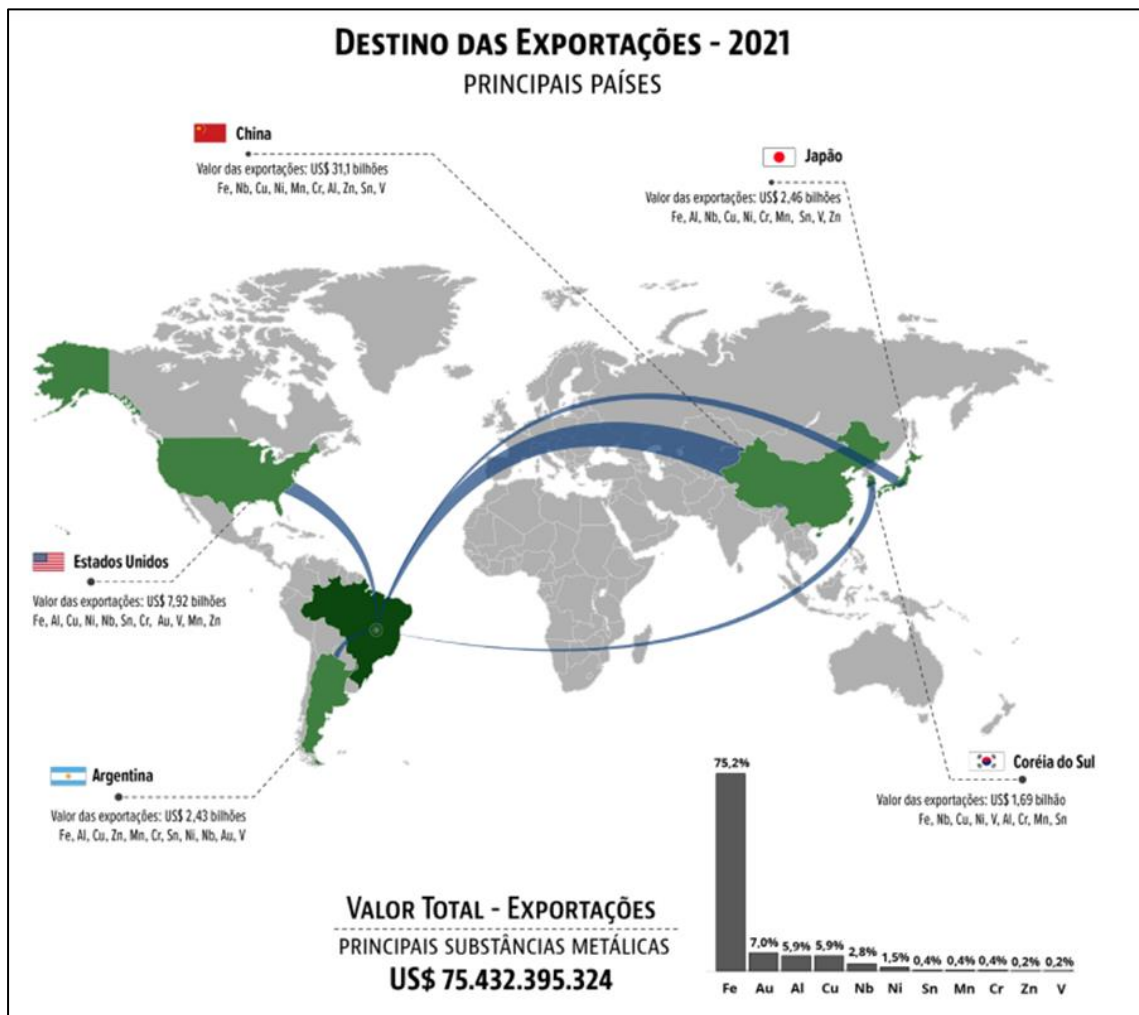 DESTINO DAS EXPORTAÇÕES - 2021
PRINCIPAIS PAÍSES
China
Valor das exportações: US$ 31,1 bilhões
Fe, Nb, Cu, Ni, Mn, Cr, Al, Zn, Sn, V
Japão
Valor das exportações: US$ 2,46 bilhões
Fe, Al, Nb, Cu, Ni, Cr, Mn, Sn, V, Zn
Estados Unidos
Valor das exportações: US$ 7,92 bilhões
Fe, Al, Cu, Ni, Nb, Sn, Cr, Au, V, Mn, Zn
Argentina
Valor das exportações: US$ 2,43 bilhões
Fe, Al, Cu, Zn, Mn, Cr, Sn, Ni, Nb, Au, V
Coréia do Sul
Valor das exportações: US$ 1,69 bilhão
Fe, Nb, Cu, Ni, V, Al, Cr, Mn, Sn
VALOR TOTAL - EXPORTAÇÕES
PRINCIPAIS SUBSTÂNCIAS METÁLICAS
US$ 75.432.395.324
75,2% 7,0% 5,9% 5,9% 2,8% 1,5% 0,4% 0,4% 0,4% 0,2% 0,2%
Fe Au Al Cu Nb Ni Sn Mn Cr Zn V